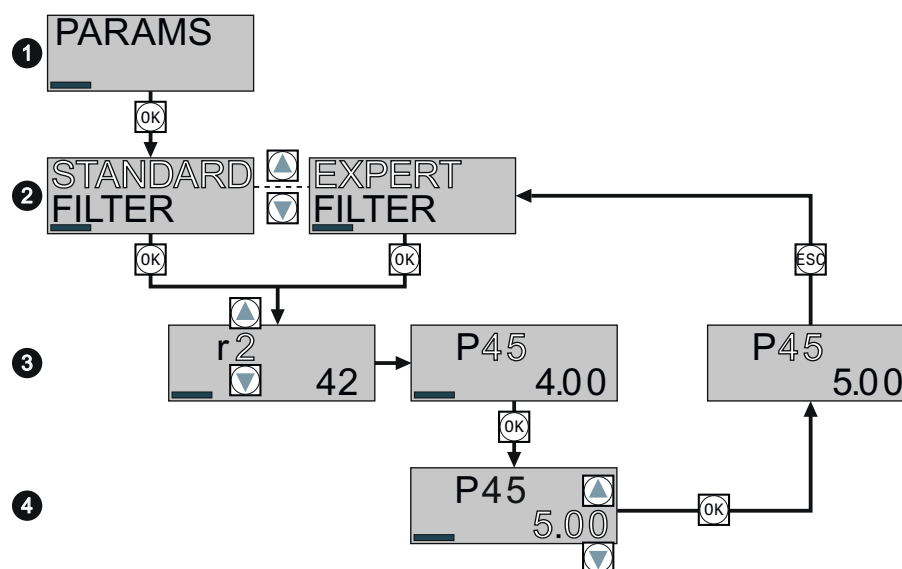 1
PARAMS
OK
2
STANDARD
FILTER
EXPERT
FILTER
OK
OK
ESC
3
r2
42
P45
4.00
P45
5.00
OK
4
P45
5.00
OK